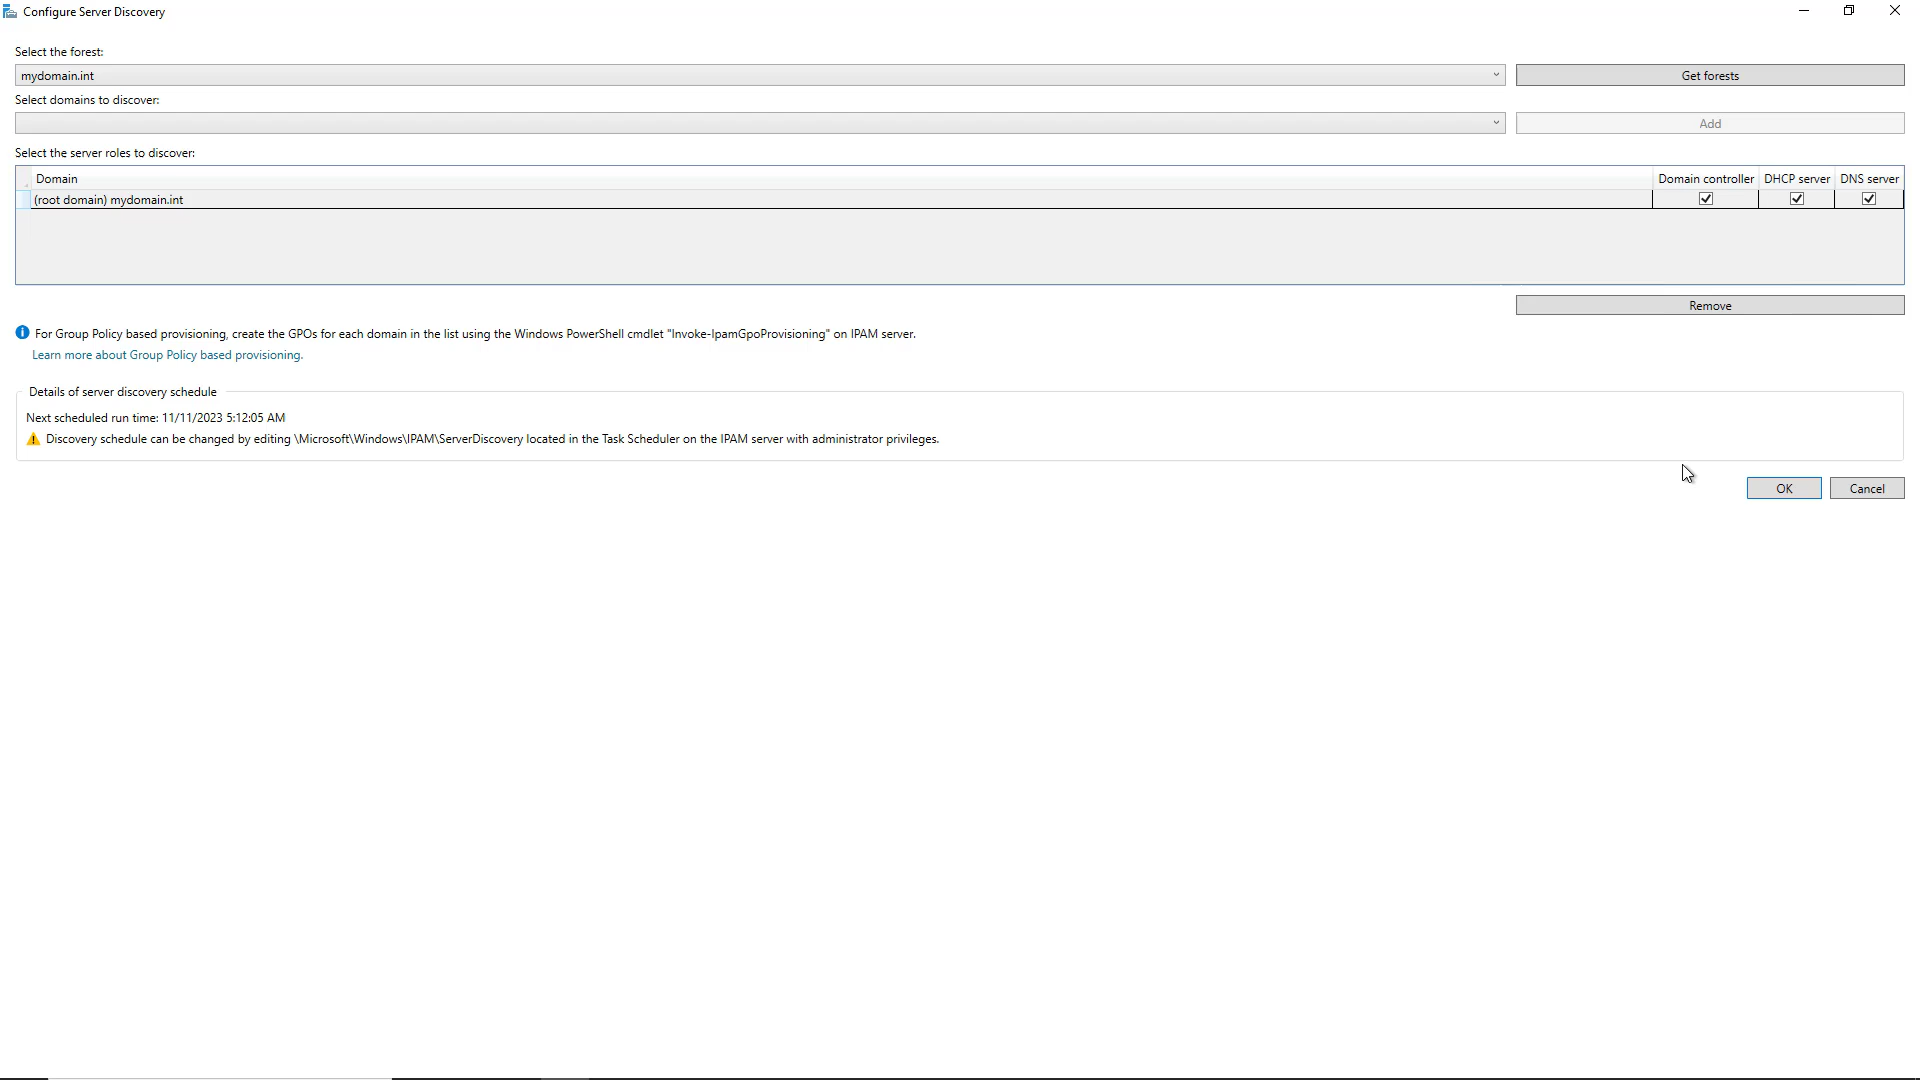 Configure Server Discovery
Select the forest:
mydomain.int
Get forests
Select domains to discover:
Add
Select the server roles to discover:
Domain Domain controller DHCP server DNS server
(root domain) mydomain.int
Remove
For Group Policy based provisioning, create the GPOs for each domain in the list using the Windows PowerShell cmdlet "Invoke-IpamGpoProvisioning" on IPAM server.
Learn more about Group Policy based provisioning.
Details of server discovery schedule
Next scheduled run time: 11/11/2023 5:12:05 AM
Discovery schedule can be changed by editing \Microsoft\Windows\IPAM\ServerDiscovery located in the Task Scheduler on the IPAM server with administrator privileges.
OK Cancel